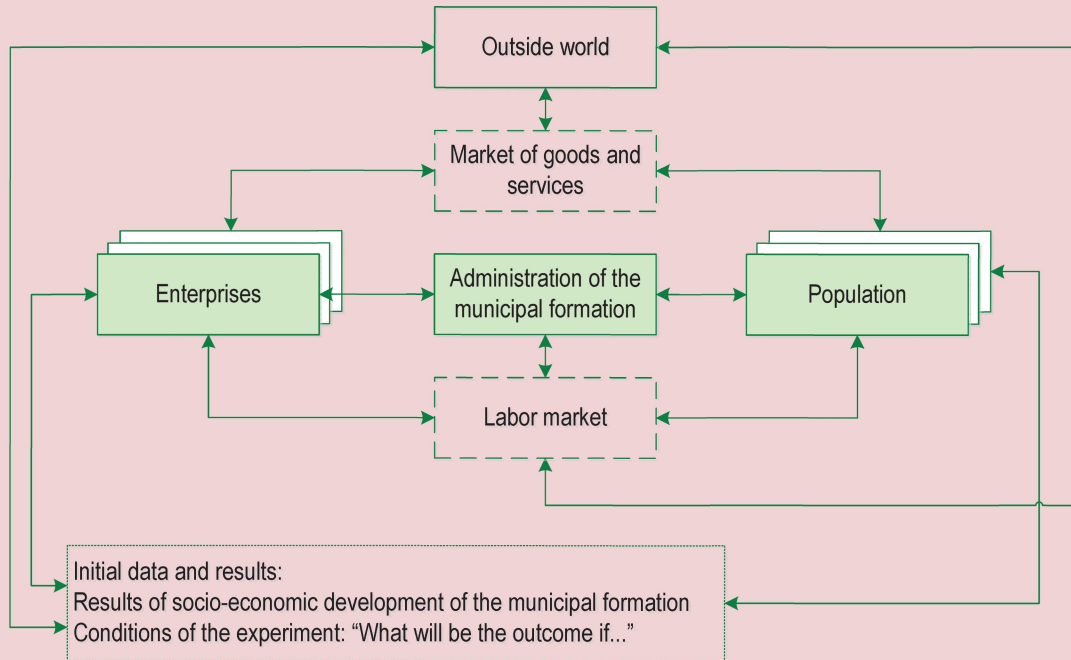 Outside world
Market of goods and
services
Enterprises
Administration of the
municipal formation
Population
Labor market
Initial data and results:
Results of socio-economic development of the municipal formation
Conditions of the experiment: “What will be the outcome if...”